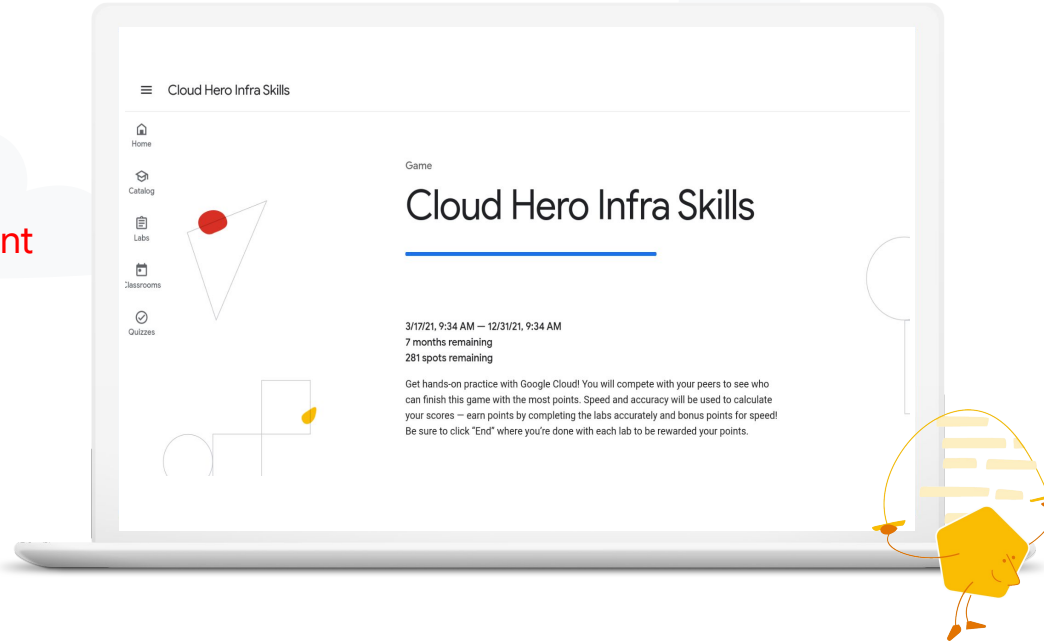 nt
Cloud Hero Infra Skills
Home
Catalog
Labs
Classrooms
Quizzes
Game
Cloud Hero Infra Skills
3/17/21, 9:34 AM — 12/31/21, 9:34 AM
7 months remaining
281 spots remaining
Get hands-on practice with Google Cloud! You will compete with your peers to see who
can finish this game with the most points. Speed and accuracy will be used to calculate
your scores — earn points by completing the labs accurately and bonus points for speed!
Be sure to click "End" where you're done with each lab to be rewarded your points.